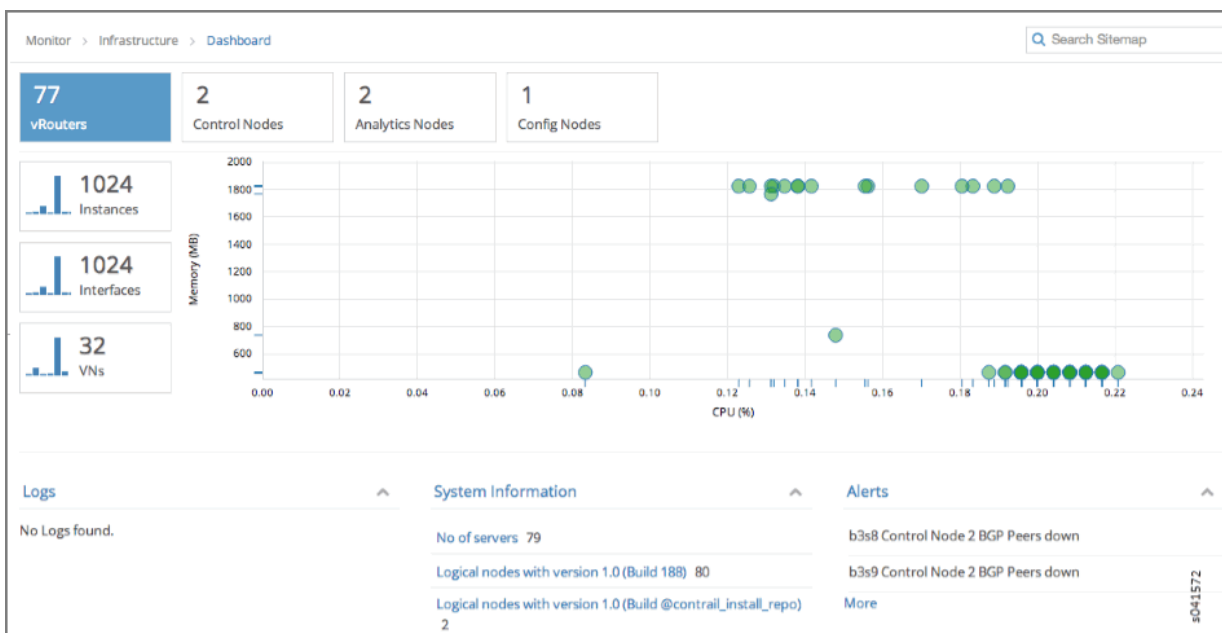 Monitor > Infrastructure > Dashboard
Search Sitemap
77
vRouters
2
Control Nodes
2
Analytics Nodes
1
Config Nodes
1024
Instances
1024
Interfaces
32
VNs
Memory (MB)
2000
1800
1600
1400
1200
1000
800
600
0.00 0.02 0.04 0.06 0.08 0.10 0.12 0.14 0.16 0.18 0.20 0.22 0.24
CPU (%)
Logs
No Logs found.
System Information
No of servers 79
Logical nodes with version 1.0 (Build 188) 80
Logical nodes with version 1.0 (Build @contrail_install_repo)
2
Alerts
b3s8 Control Node 2 BGP Peers down
b3s9 Control Node 2 BGP Peers down
More
s041572